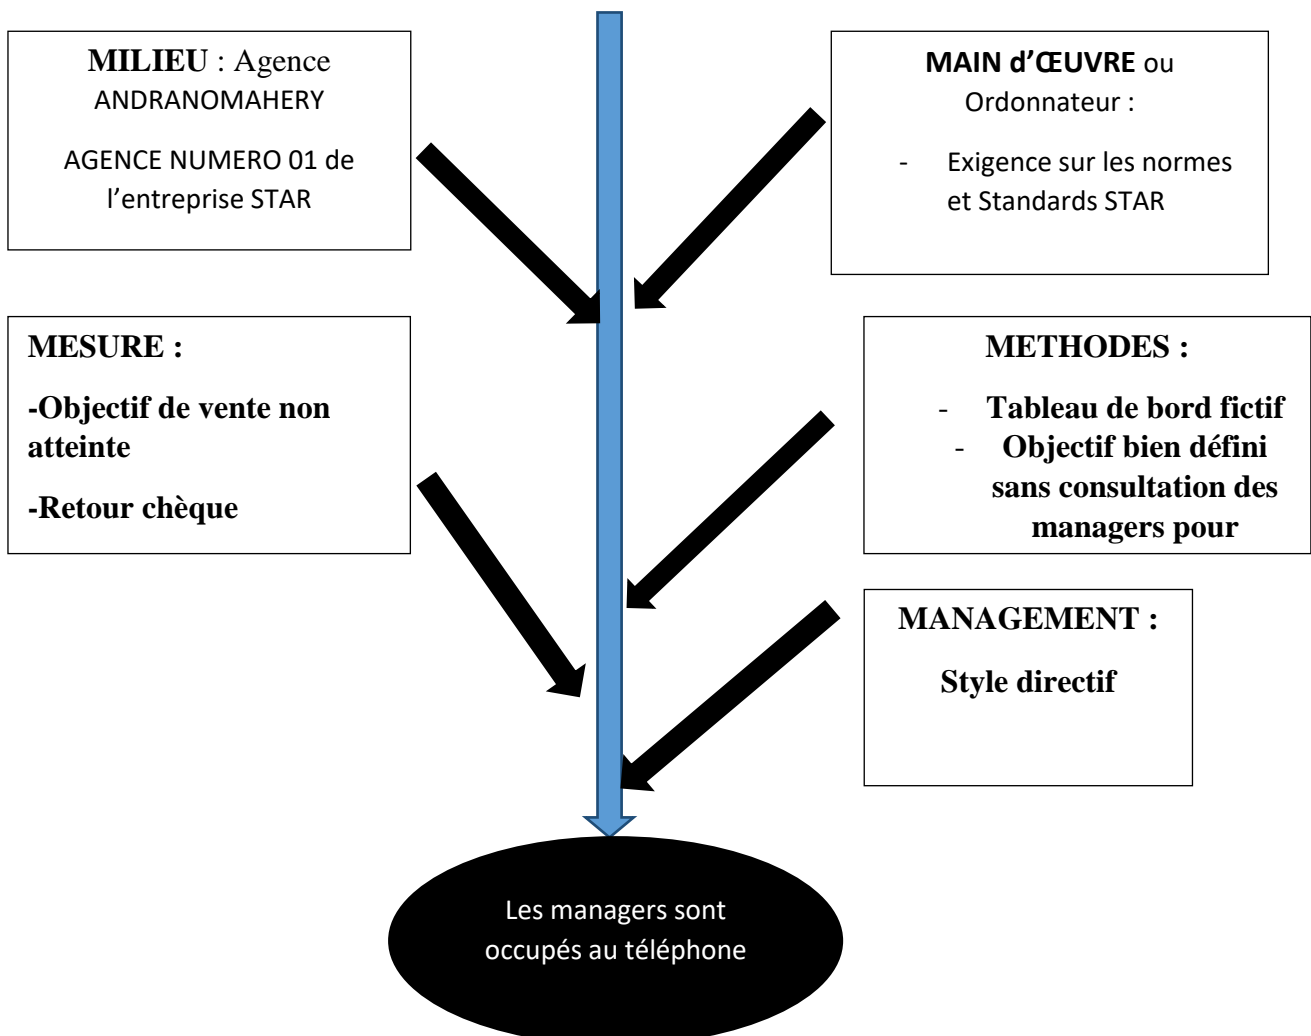 MILIEU : Agence
ANDRANOMAHERY
AGENCE NUMERO 01 de
l’entreprise STAR
MAIN d’ŒUVRE ou
Ordonnateur :
- Exigence sur les normes
et Standards STAR
MESURE :
-Objectif de vente non
atteinte
-Retour chèque
METHODES :
- Tableau de bord fictif
- Objectif bien défini
sans consultation des
managers pour
MANAGEMENT :
Style directif
Les managers sont
occupés au téléphone